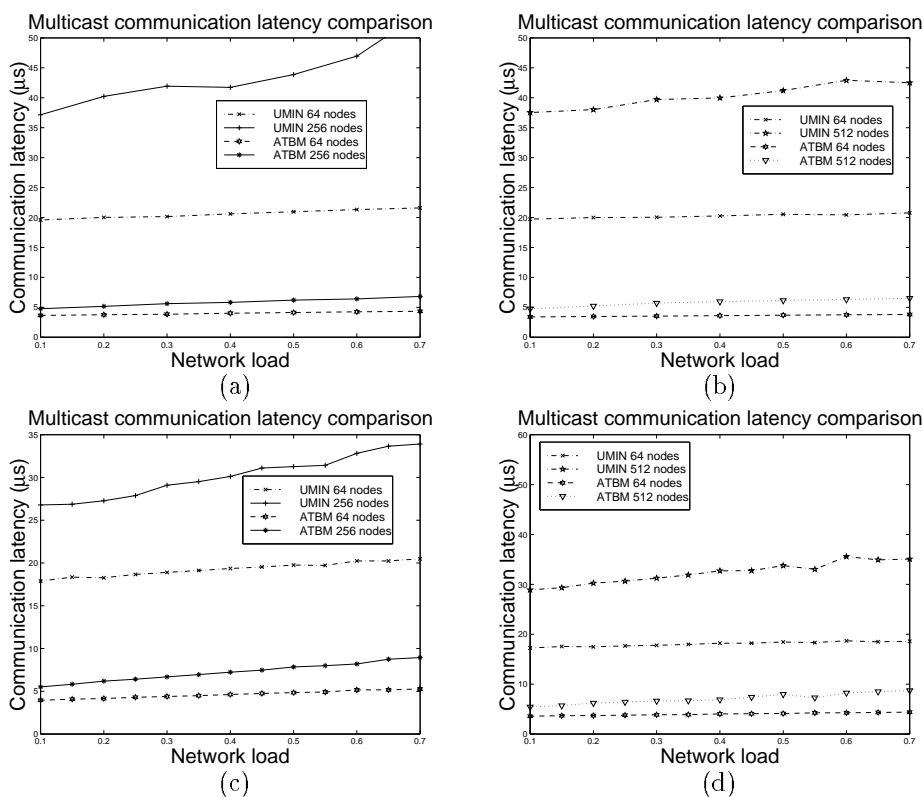 Multicast communication latency comparison
50
45
40
35
30
25
20
15
10
5
0
Communication latency (μs)
UMIN 64 nodes
UMIN 256 nodes
ATBM 64 nodes
ATBM 256 nodes
0.1 0.2 0.3 0.4 0.5 0.6 0.7
Network load
(a)
Multicast communication latency comparison
50
45
40
35
30
25
20
15
10
5
0
Communication latency (μs)
UMIN 64 nodes
UMIN 512 nodes
ATBM 64 nodes
ATBM 512 nodes
0.1 0.2 0.3 0.4 0.5 0.6 0.7
Network load
(b)
Multicast communication latency comparison
35
30
25
20
15
10
5
0
Communication latency (μs)
UMIN 64 nodes
UMIN 256 nodes
ATBM 64 nodes
ATBM 256 nodes
0.1 0.2 0.3 0.4 0.5 0.6 0.7
Network load
(c)
Multicast communication latency comparison
60
50
40
30
20
10
0
Communication latency (μs)
UMIN 64 nodes
UMIN 512 nodes
ATBM 64 nodes
ATBM 512 nodes
0.1 0.2 0.3 0.4 0.5 0.6 0.7
Network load
(d)